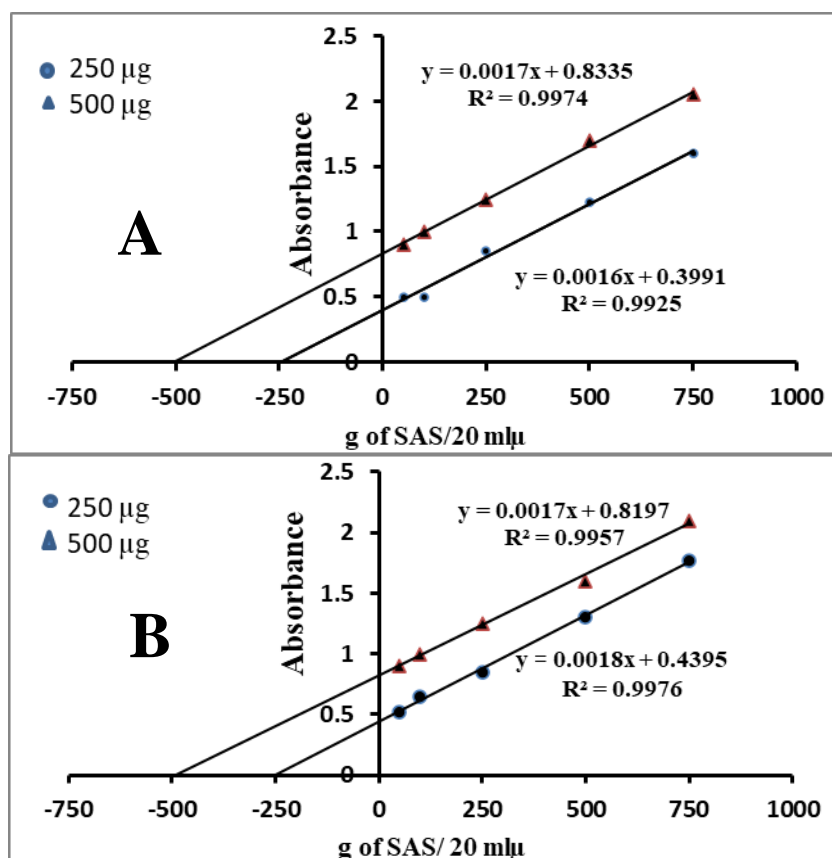 250 µg
500 µg
A
Absorbance
2.5
2
1.5
1
0.5
0
y = 0.0017x + 0.8335
R² = 0.9974
y = 0.0016x + 0.3991
R² = 0.9925
-750 -500 -250 0 250 500 750 1000
g of SAS/20 mlµ
250 µg
500 µg
B
Absorbance
2.5
2
1.5
1
0.5
0
y = 0.0017x + 0.8197
R² = 0.9957
y = 0.0018x + 0.4395
R² = 0.9976
-750 -500 -250 0 250 500 750 1000
g of SAS/ 20 mlµ